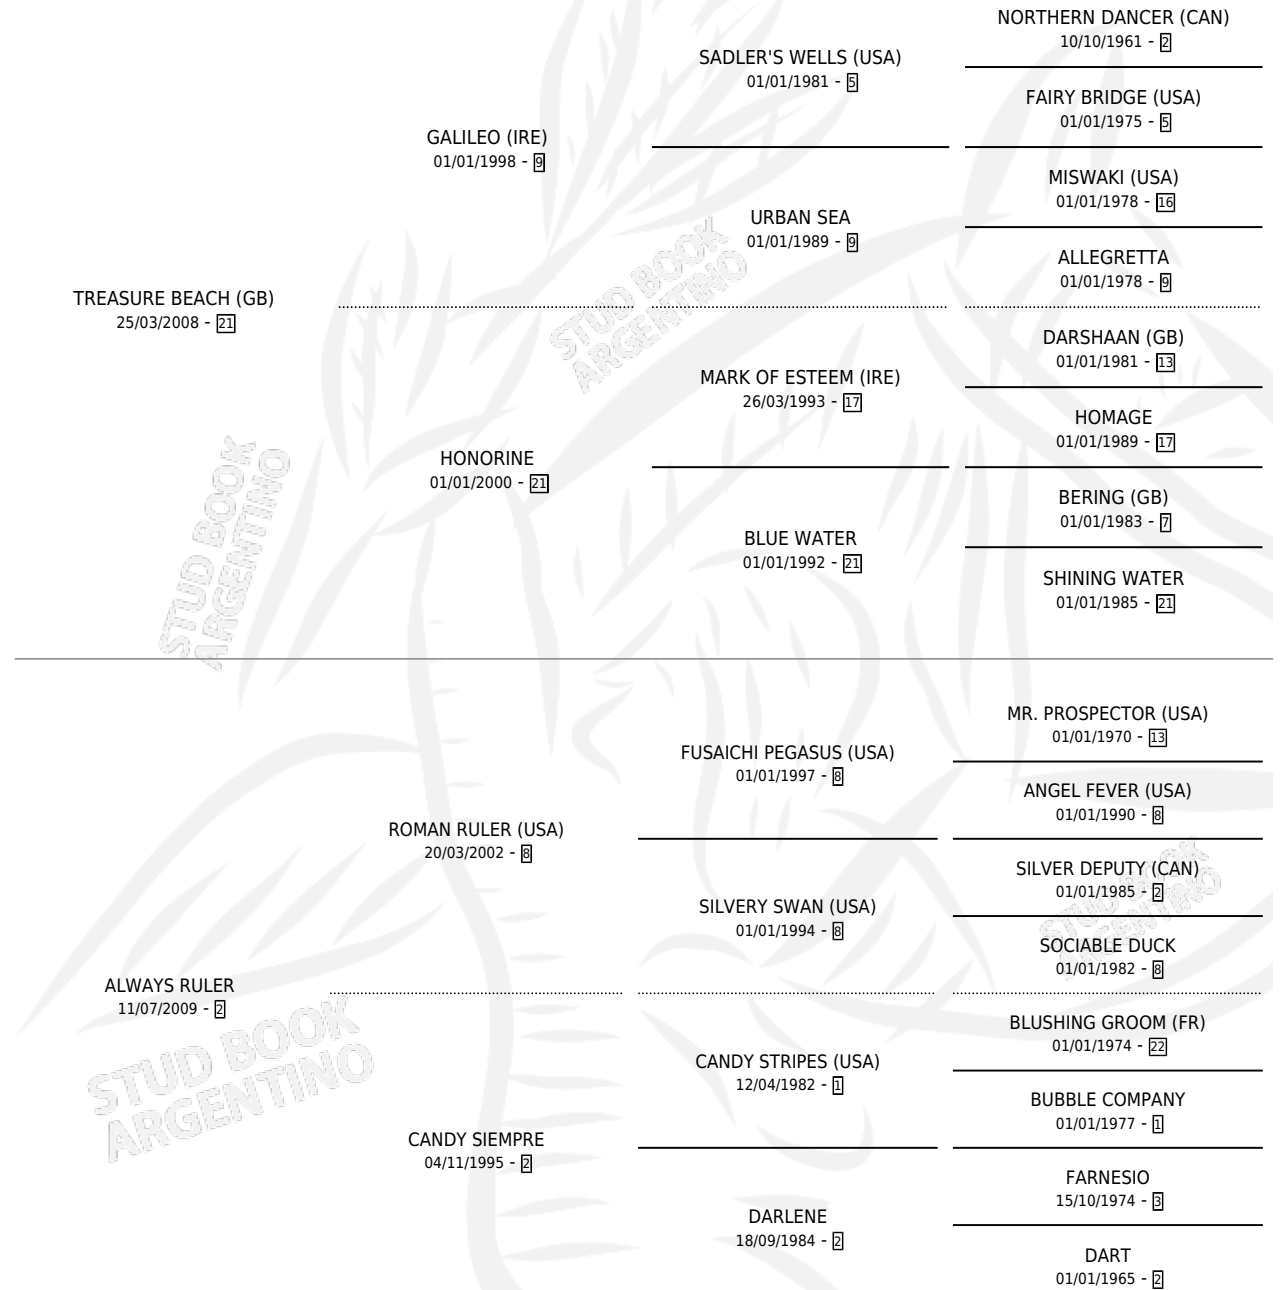 NORTHERN DANCER (CAN)
10/10/1961 - 2
SADLER'S WELLS (USA)
01/01/1981 - 5
FAIRY BRIDGE (USA)
01/01/1975 - 5
GALILEO (IRE)
01/01/1998 - 9
MISWAKI (USA)
01/01/1978 - 16
URBAN SEA
01/01/1989 - 9
ALLEGRETTA
01/01/1978 - 9
TREASURE BEACH (GB)
25/03/2008 - 21
DARSHAAN (GB)
01/01/1981 - 13
MARK OF ESTEEM (IRE)
26/03/1993 - 17
HOMAGE
01/01/1989 - 17
HONORINE
01/01/2000 - 21
BERING (GB)
01/01/1983 - 7
BLUE WATER
01/01/1992 - 21
SHINING WATER
01/01/1985 - 21
MR. PROSPECTOR (USA)
01/01/1970 - 13
FUSAICHI PEGASUS (USA)
01/01/1997 - 8
ANGEL FEVER (USA)
01/01/1990 - 8
ROMAN RULER (USA)
20/03/2002 - 8
SILVER DEPUTY (CAN)
01/01/1985 - 2
SILVERY SWAN (USA)
01/01/1994 - 8
SOCIABLE DUCK
01/01/1982 - 8
ALWAYS RULER
11/07/2009 - 2
BLUSHING GROOM (FR)
01/01/1974 - 22
CANDY STRIPES (USA)
12/04/1982 - 1
BUBBLE COMPANY
01/01/1977 - 1
CANDY SIEMPRE
04/11/1995 - 2
FARNESIO
15/10/1974 - 3
DARLENE
18/09/1984 - 2
DART
01/01/1965 - 2
STUD BOOK
ARGENTINO
STUD BOOK
ARGENTINO
STUD BOOK
ARGENTINO
STUD BOOK
ARGENTINO